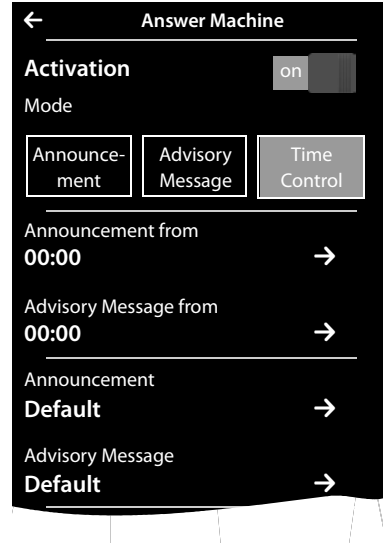 Answer Machine
Activation on
Mode
Announce-
ment
Advisory
Message
Time
Control
Announcement from
00:00
Advisory Message from
00:00
Announcement
Default
Advisory Message
Default